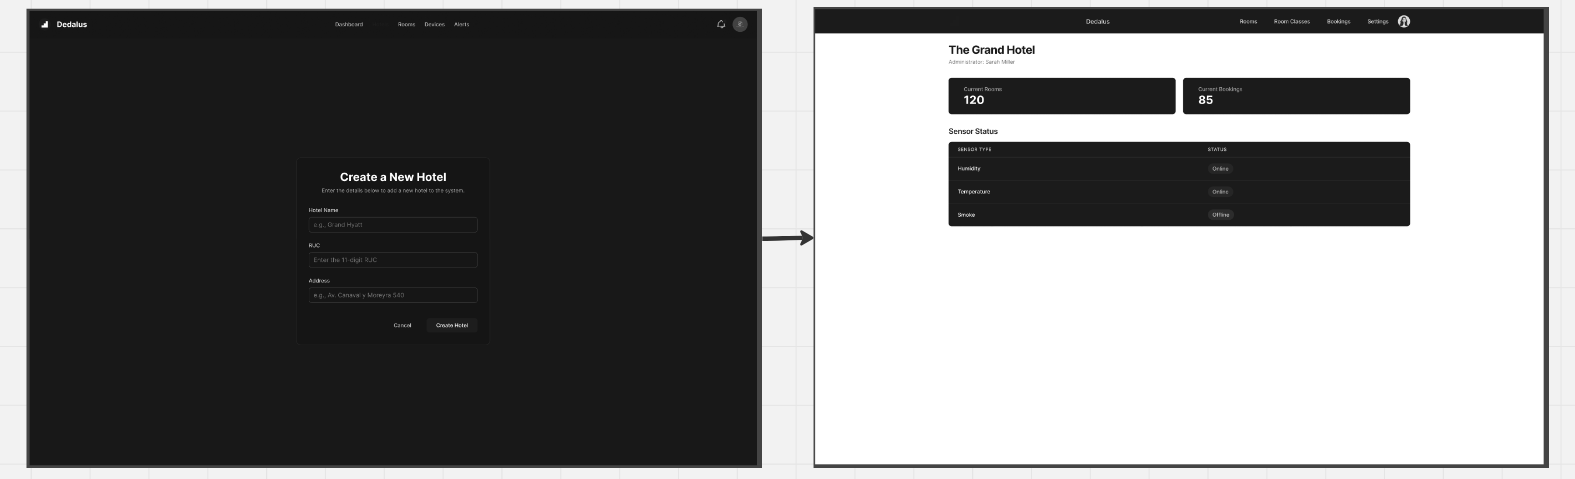 Dedalus
Dashboard Rooms Devices Alerts
Create a New Hotel
Enter the details below to add a new hotel to the system.
Hotel Name
e.g., Grand Hyatt
RUC
Enter the 11-digit RUC
Address
e.g., Av. Canaval y Moreyra 540
Cancel Create Hotel
Dedalus Rooms Room Classes Bookings Settings
The Grand Hotel
Administrator: Sarah Miller
Current Rooms
120
Current Bookings
85
Sensor Status
SENSOR TYPE STATUS
Humidity Online
Temperature Online
Smoke Offline